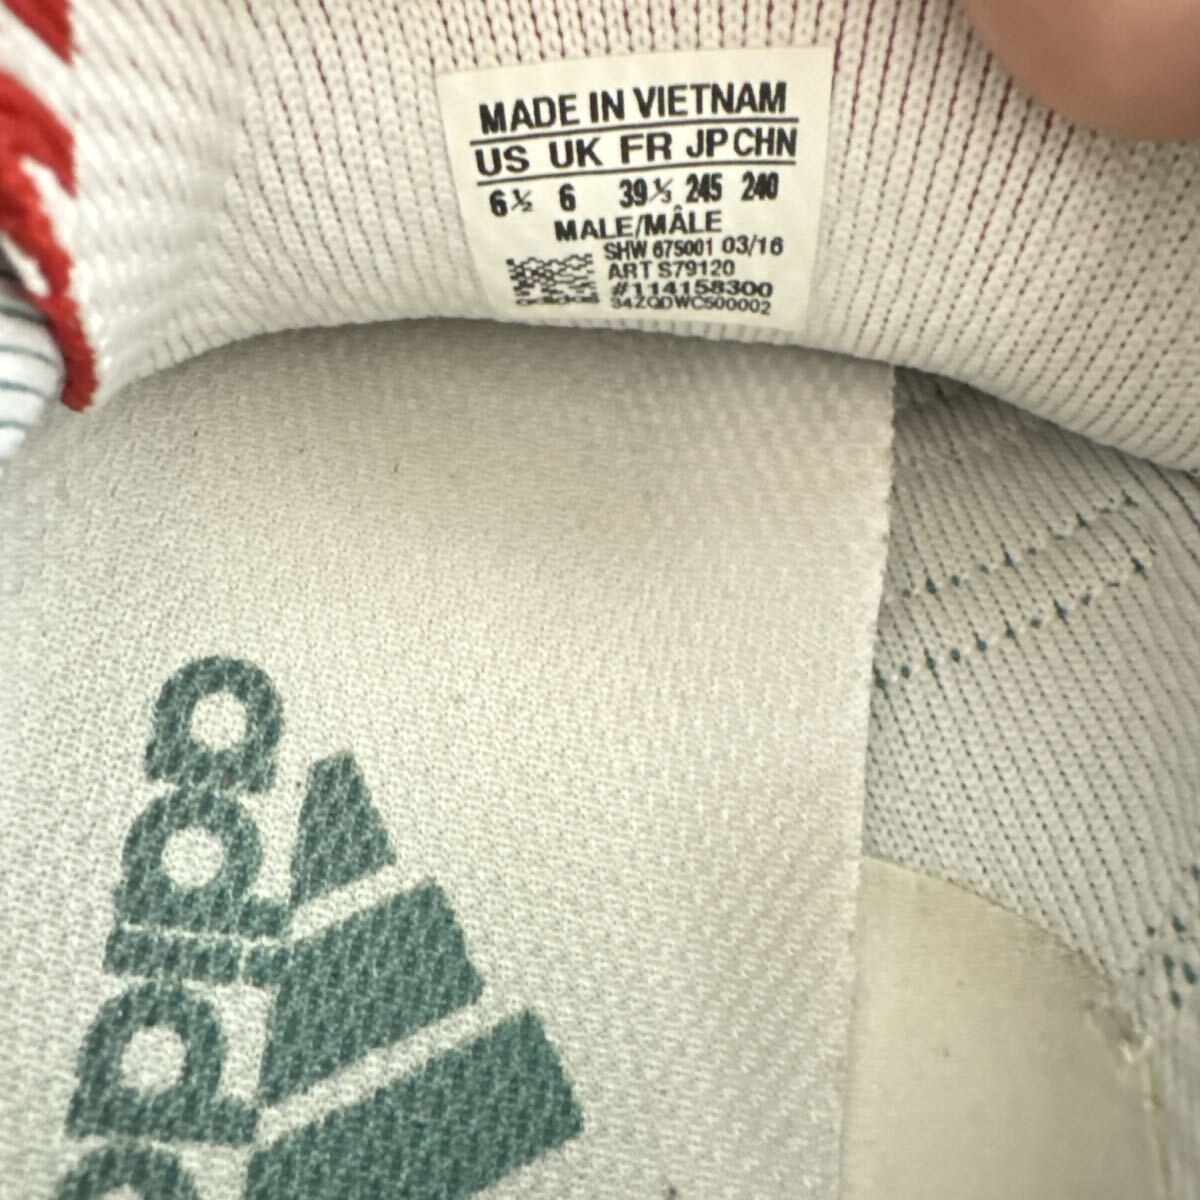 MADE IN VIETNAM
US UK FR JP CHN
6½ 6 39⅓ 245 240
MALE/MÂLE
SHW 675001 03/16
ART S79120
#114158300
34ZQDWC500002
adida